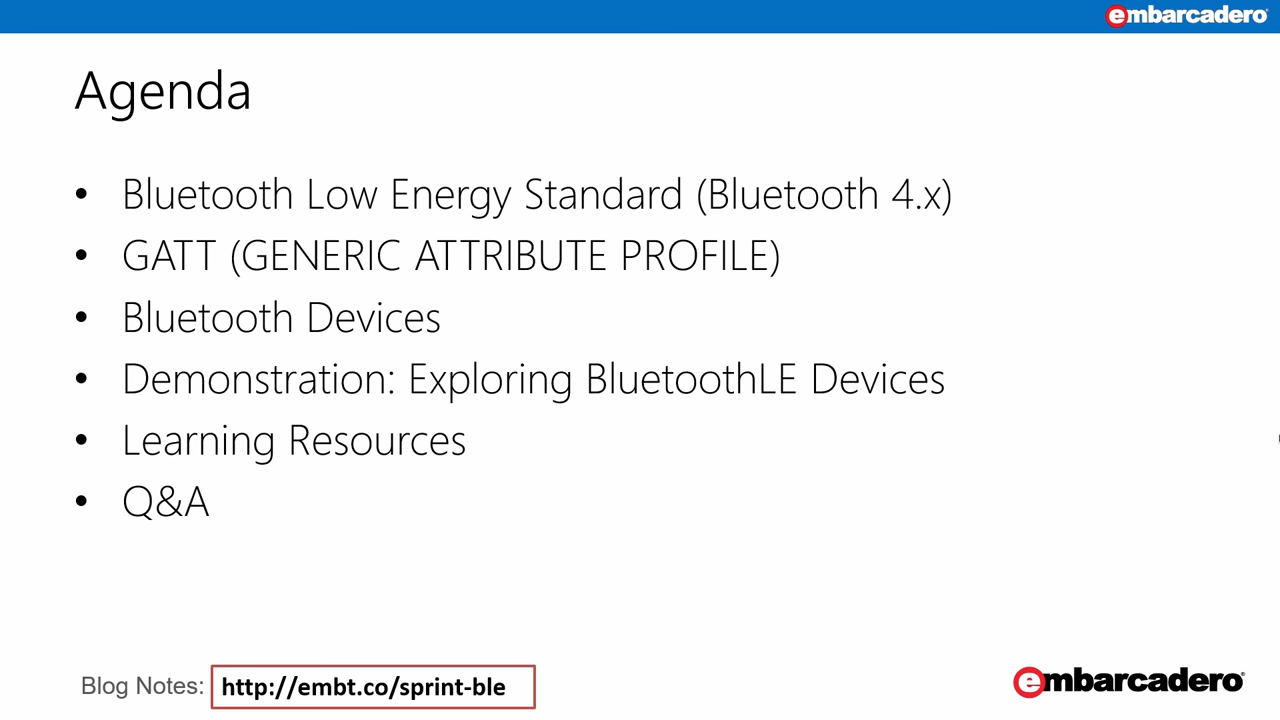 embarcadero
Agenda
• Bluetooth Low Energy Standard (Bluetooth 4.x)
• GATT (GENERIC ATTRIBUTE PROFILE)
• Bluetooth Devices
• Demonstration: Exploring BluetoothLE Devices
• Learning Resources
• Q&A
Blog Notes: http://embt.co/sprint-ble
embarcadero